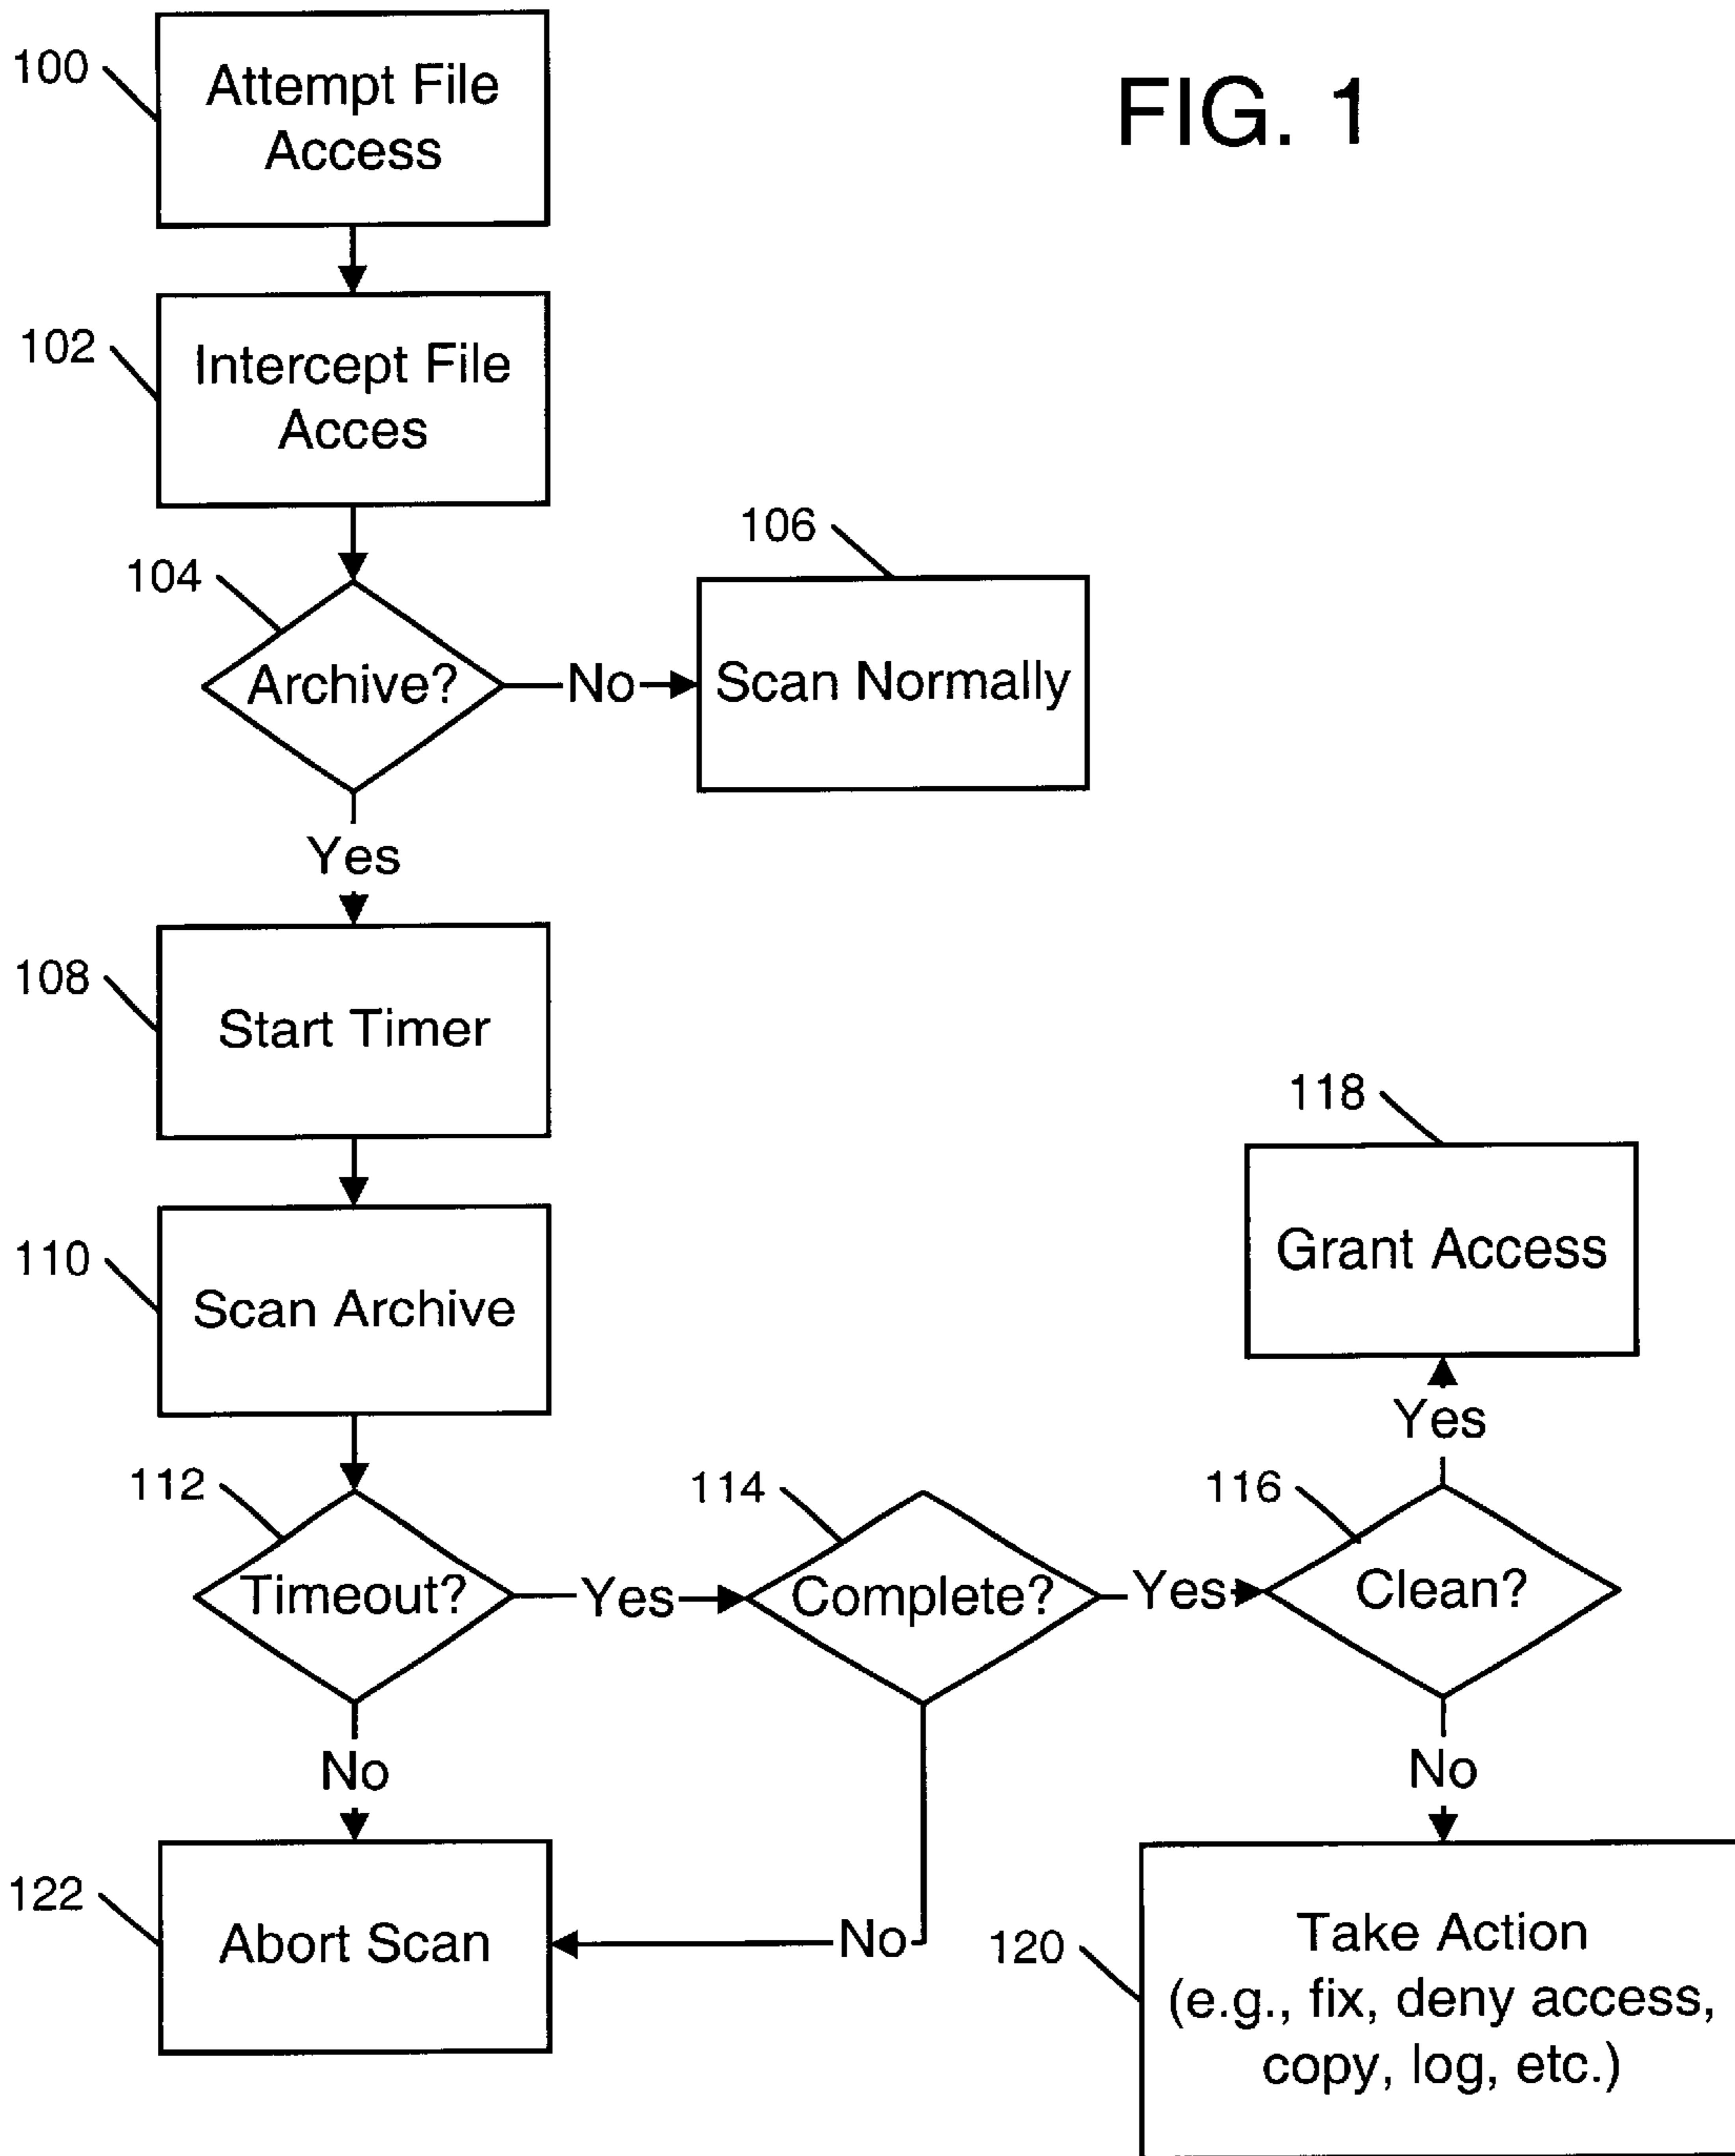 FIG. 1
100
Attempt File
Access
102
Intercept File
Acces
104
Archive?
No
106
Scan Normally
Yes
108
Start Timer
110
Scan Archive
112
Timeout?
Yes
114
Complete?
Yes
116
Clean?
Yes
118
Grant Access
No
No
No
122
Abort Scan
120
Take Action
(e.g., fix, deny access,
copy, log, etc.)